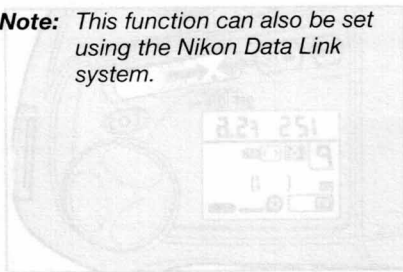 Note: This function can also be set
using the Nikon Data Link
system.